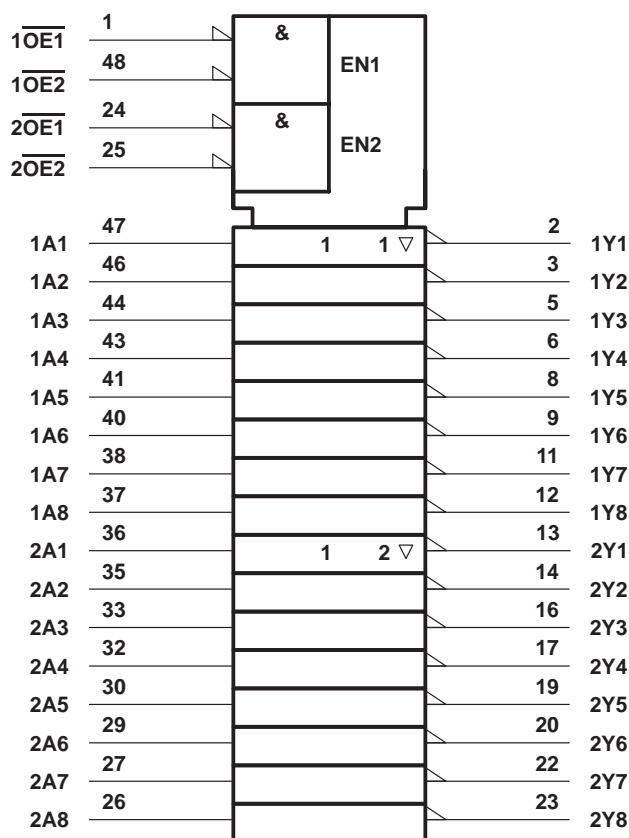 1OE1 1 &
1OE2 48 EN1
2OE1 24 &
2OE2 25 EN2
1A1 47 1 1 ▽ 2 1Y1
1A2 46 3 1Y2
1A3 44 5 1Y3
1A4 43 6 1Y4
1A5 41 8 1Y5
1A6 40 9 1Y6
1A7 38 11 1Y7
1A8 37 12 1Y8
2A1 36 1 2 ▽ 13 2Y1
2A2 35 14 2Y2
2A3 33 16 2Y3
2A4 32 17 2Y4
2A5 30 19 2Y5
2A6 29 20 2Y6
2A7 27 22 2Y7
2A8 26 23 2Y8